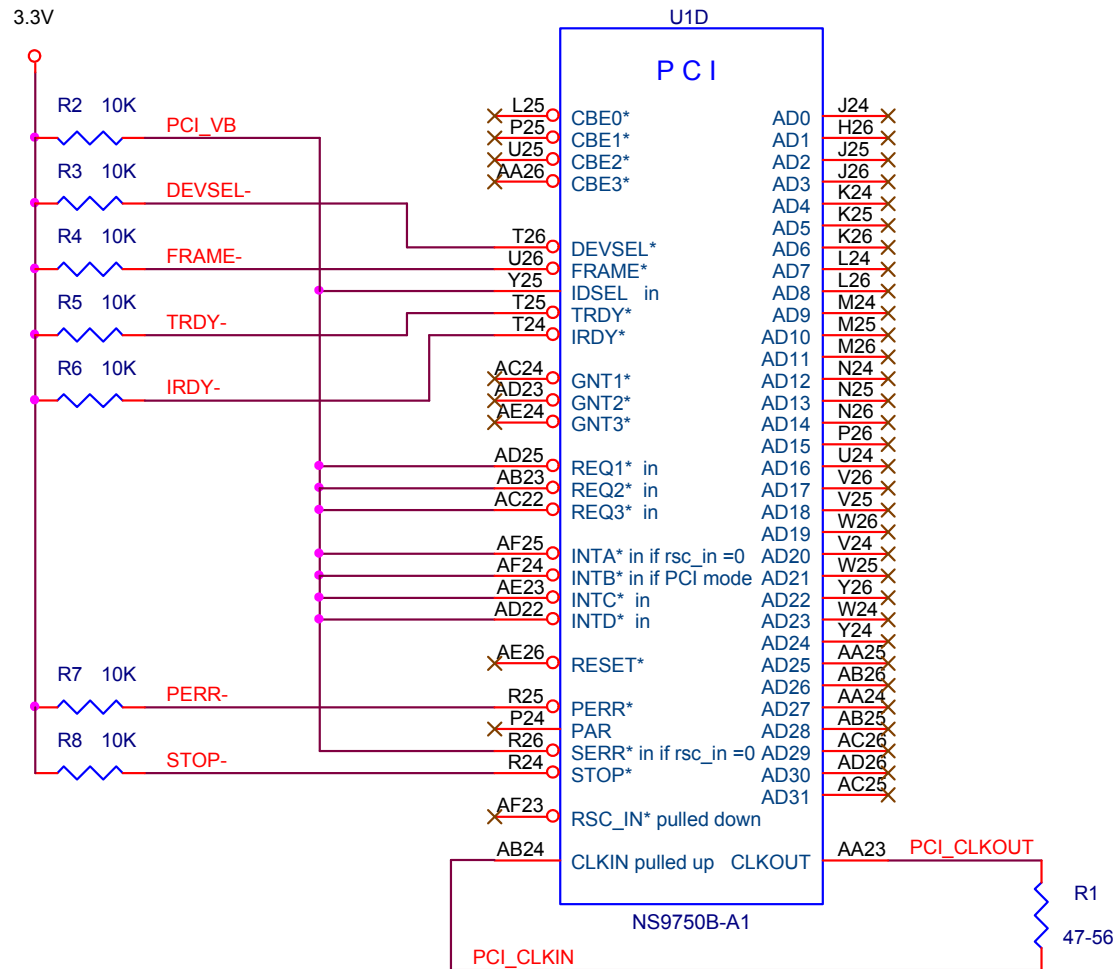 3.3V
U1D
P C I
R2 10K
PCI_VB
R3 10K
DEVSEL-
R4 10K
FRAME-
R5 10K
TRDY-
R6 10K
IRDY-
R7 10K
PERR-
R8 10K
STOP-
L25 CBE0*
P25 CBE1*
U25 CBE2*
AA26 CBE3*
T26 DEVSEL*
U26 FRAME*
Y25 IDSEL in
T25 TRDY*
T24 IRDY*
AC24 GNT1*
AD23 GNT2*
AE24 GNT3*
AD25 REQ1* in
AB23 REQ2* in
AC22 REQ3* in
AF25 INTA* in if rsc_in =0
AF24 INTB* in if PCI mode
AE23 INTC* in
AD22 INTD* in
AE26 RESET*
R25 PERR*
P24 PAR
R26 SERR* in if rsc_in =0
R24 STOP*
AF23 RSC_IN* pulled down
AB24 CLKIN pulled up
AD0 J24
AD1 H26
AD2 J25
AD3 J26
AD4 K24
AD5 K25
AD6 K26
AD7 L24
AD8 L26
AD9 M24
AD10 M25
AD11 M26
AD12 N24
AD13 N25
AD14 N26
AD15 P26
AD16 U24
AD17 V26
AD18 V25
AD19 W26
AD20 V24
AD21 W25
AD22 Y26
AD23 W24
AD24 Y24
AD25 AA25
AD26 AB26
AD27 AA24
AD28 AB25
AD29 AC26
AD30 AD26
AD31 AC25
CLKOUT AA23
PCI_CLKOUT
R1
47-56
NS9750B-A1
PCI_CLKIN